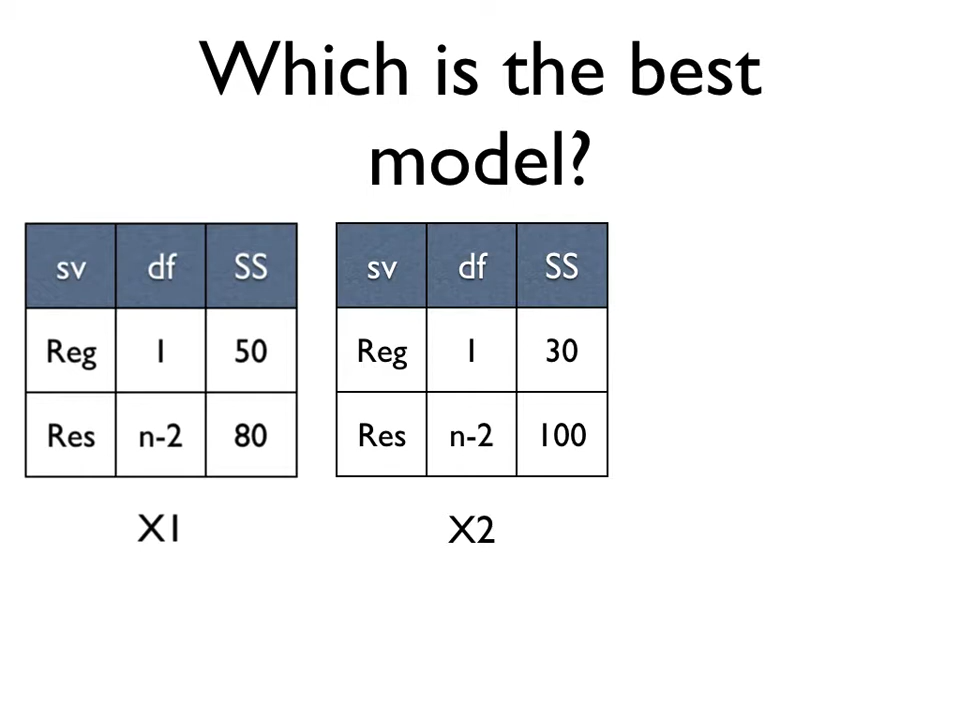 Which is the best
model?
sv df SS
Reg 1 50
Res n-2 80
X1
sv df SS
Reg 1 30
Res n-2 100
X2